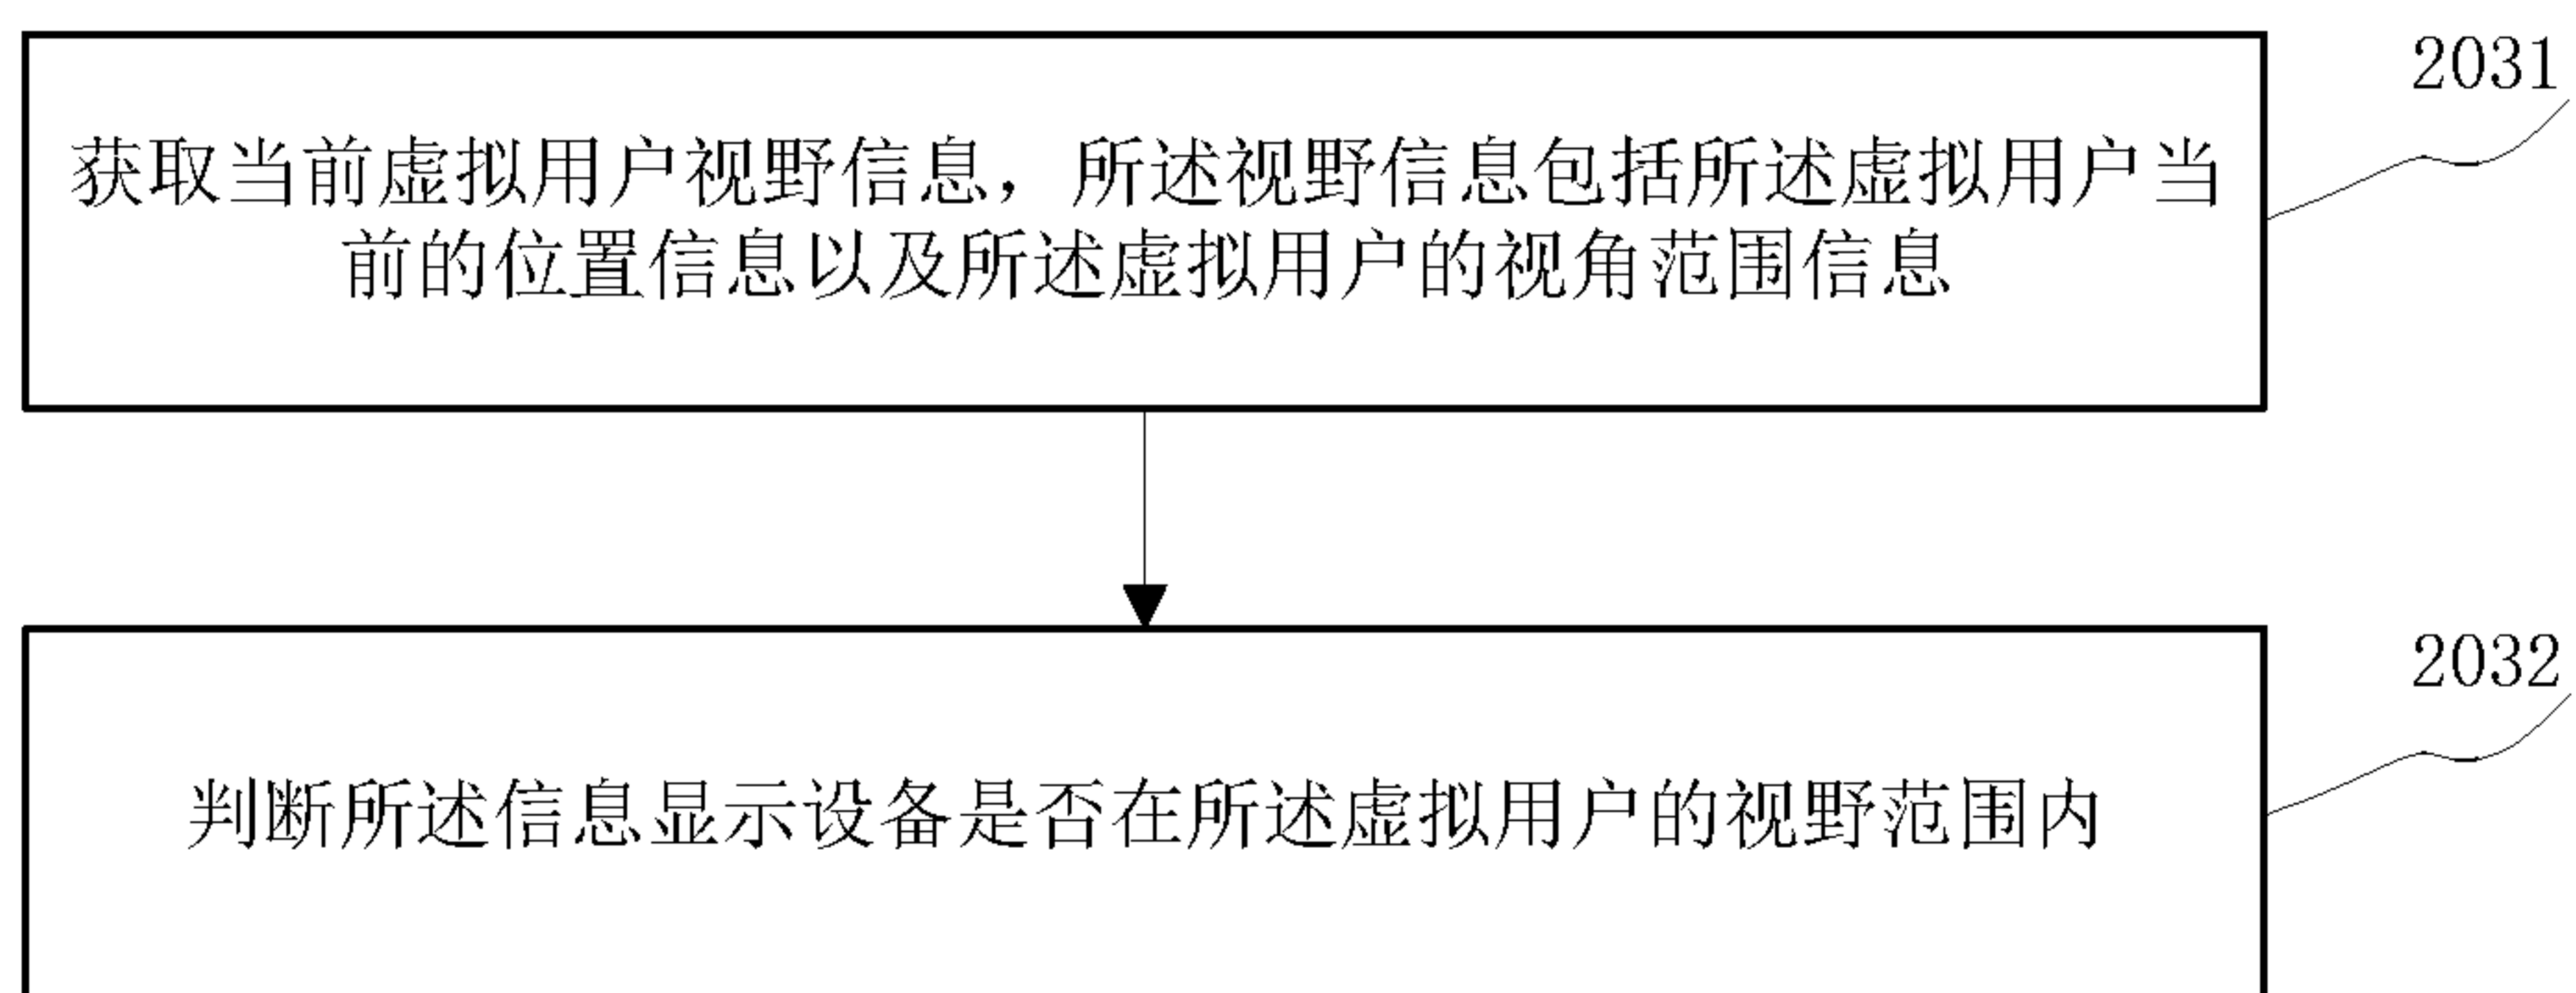 2031
获取当前虚拟用户视野信息，所述视野信息包括所述虚拟用户当
前的位置信息以及所述虚拟用户的视角范围信息
2032
判断所述信息显示设备是否在所述虚拟用户的视野范围内